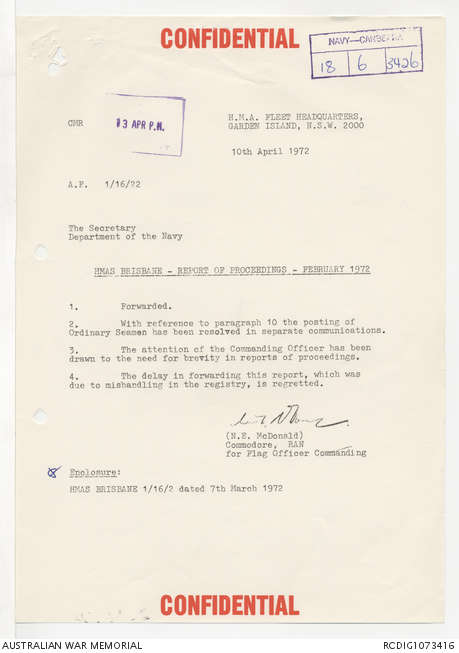 CONFIDENTIAL
NAVY—CANBERRA
18 6 3426
CMR
13 APR P.M.
H.M.A. FLEET HEADQUARTERS,
GARDEN ISLAND, N.S.W. 2000
10th April 1972
A.F. 1/16/22
The Secretary
Department of the Navy
HMAS BRISBANE - REPORT OF PROCEEDINGS - FEBRUARY 1972
1. Forwarded.
2. With reference to paragraph 10 the posting of
Ordinary Seamen has been resolved in separate communications.
3. The attention of the Commanding Officer has been
drawn to the need for brevity in reports of proceedings.
4. The delay in forwarding this report, which was
due to mishandling in the registry, is regretted.
(N.E. McDonald)
Commodore, RAN
for Flag Officer Commanding
Enclosure:
HMAS BRISBANE 1/16/2 dated 7th March 1972
CONFIDENTIAL
AUSTRALIAN WAR MEMORIAL
RCDIG1073416